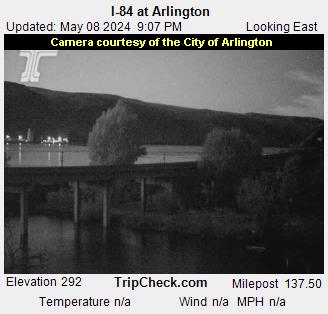 I-84 at Arlington
Updated: May 08 2024 9:07 PM Looking East
Camera courtesy of the City of Arlington
Elevation 292 TripCheck.com Milepost 137.50
Temperature n/a Wind n/a MPH n/a